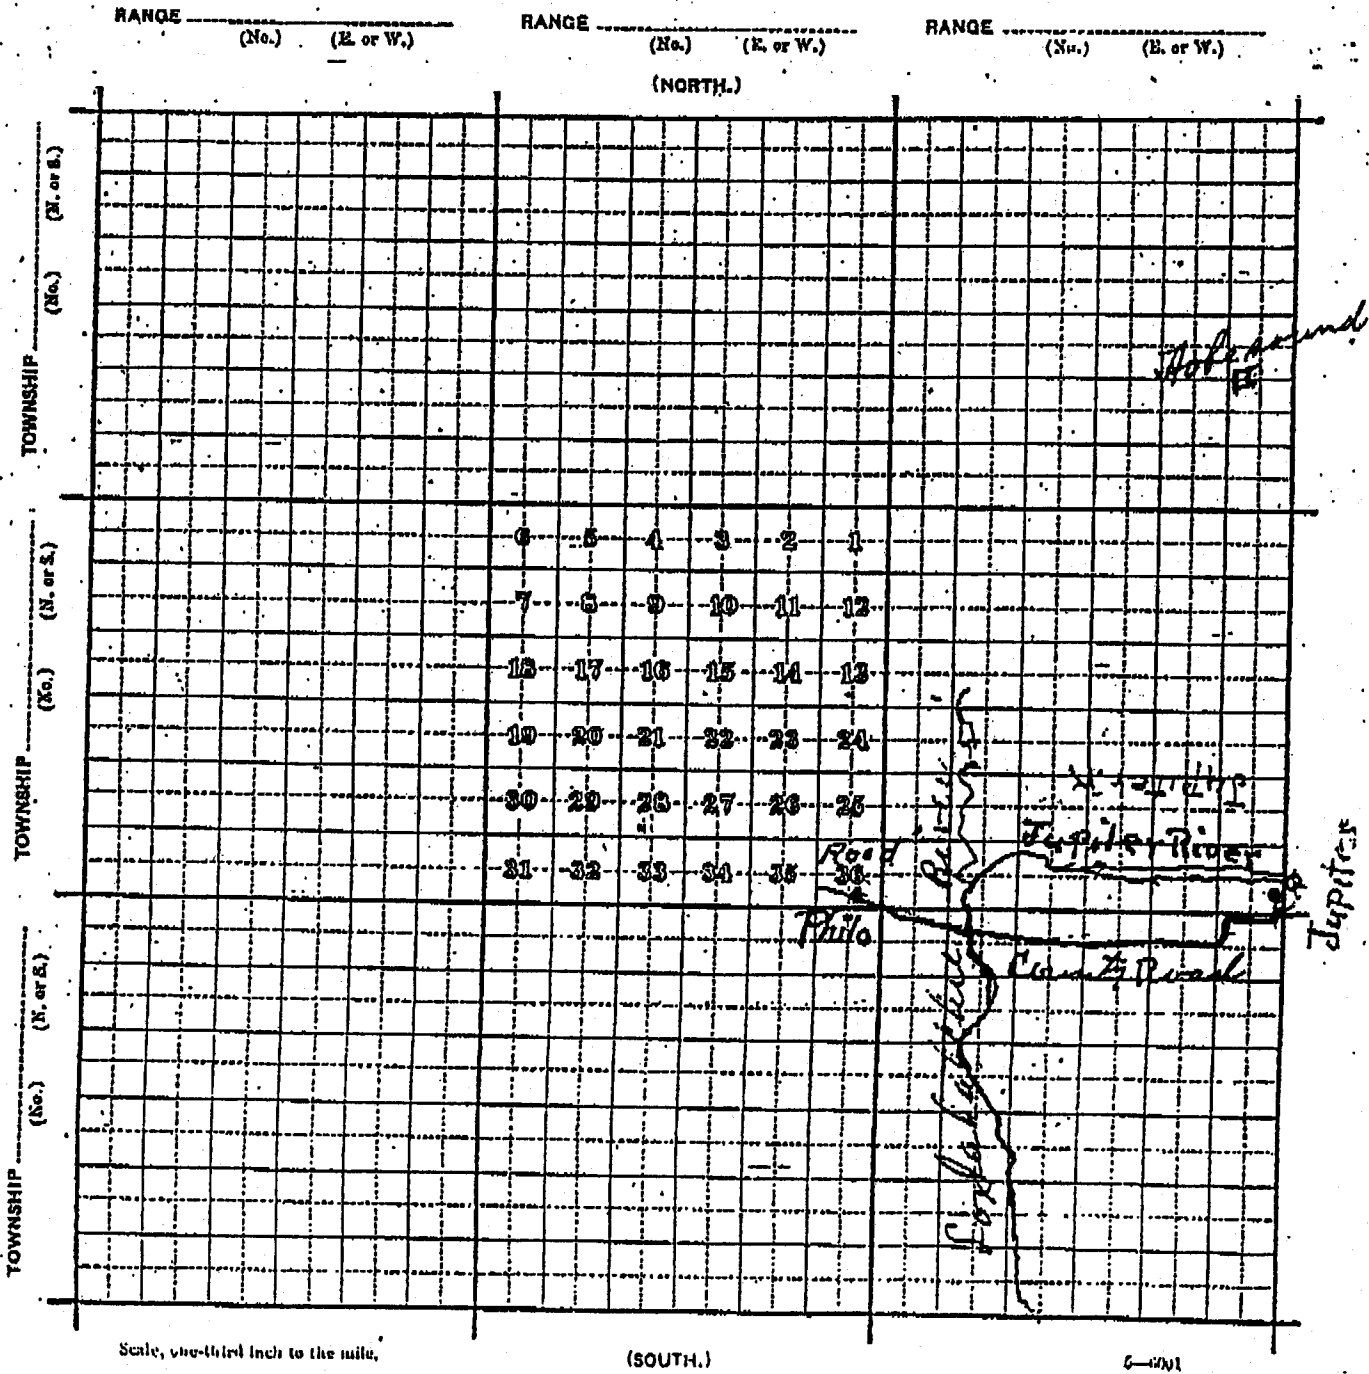 RANGE
(No.) (E. or W.)
RANGE
(No.) (E. or W.)
RANGE
(No.) (E. or W.)
(NORTH.)
TOWNSHIP
(No.) (N. or S.)
Hobe sound
6 5 4 3 2 1
7 8 9 10 11 12
18 17 16 15 14 13
19 20 21 22 23 24
30 29 28 27 26 25
31 32 33 34 35 36
TOWNSHIP
(No.) (N. or S.)
Jupiter River
Jupiter
Road
Philo
County Road
Loxahatchee River
TOWNSHIP
(No.) (N. or S.)
Scale, one-third inch to the mile.
(SOUTH.)